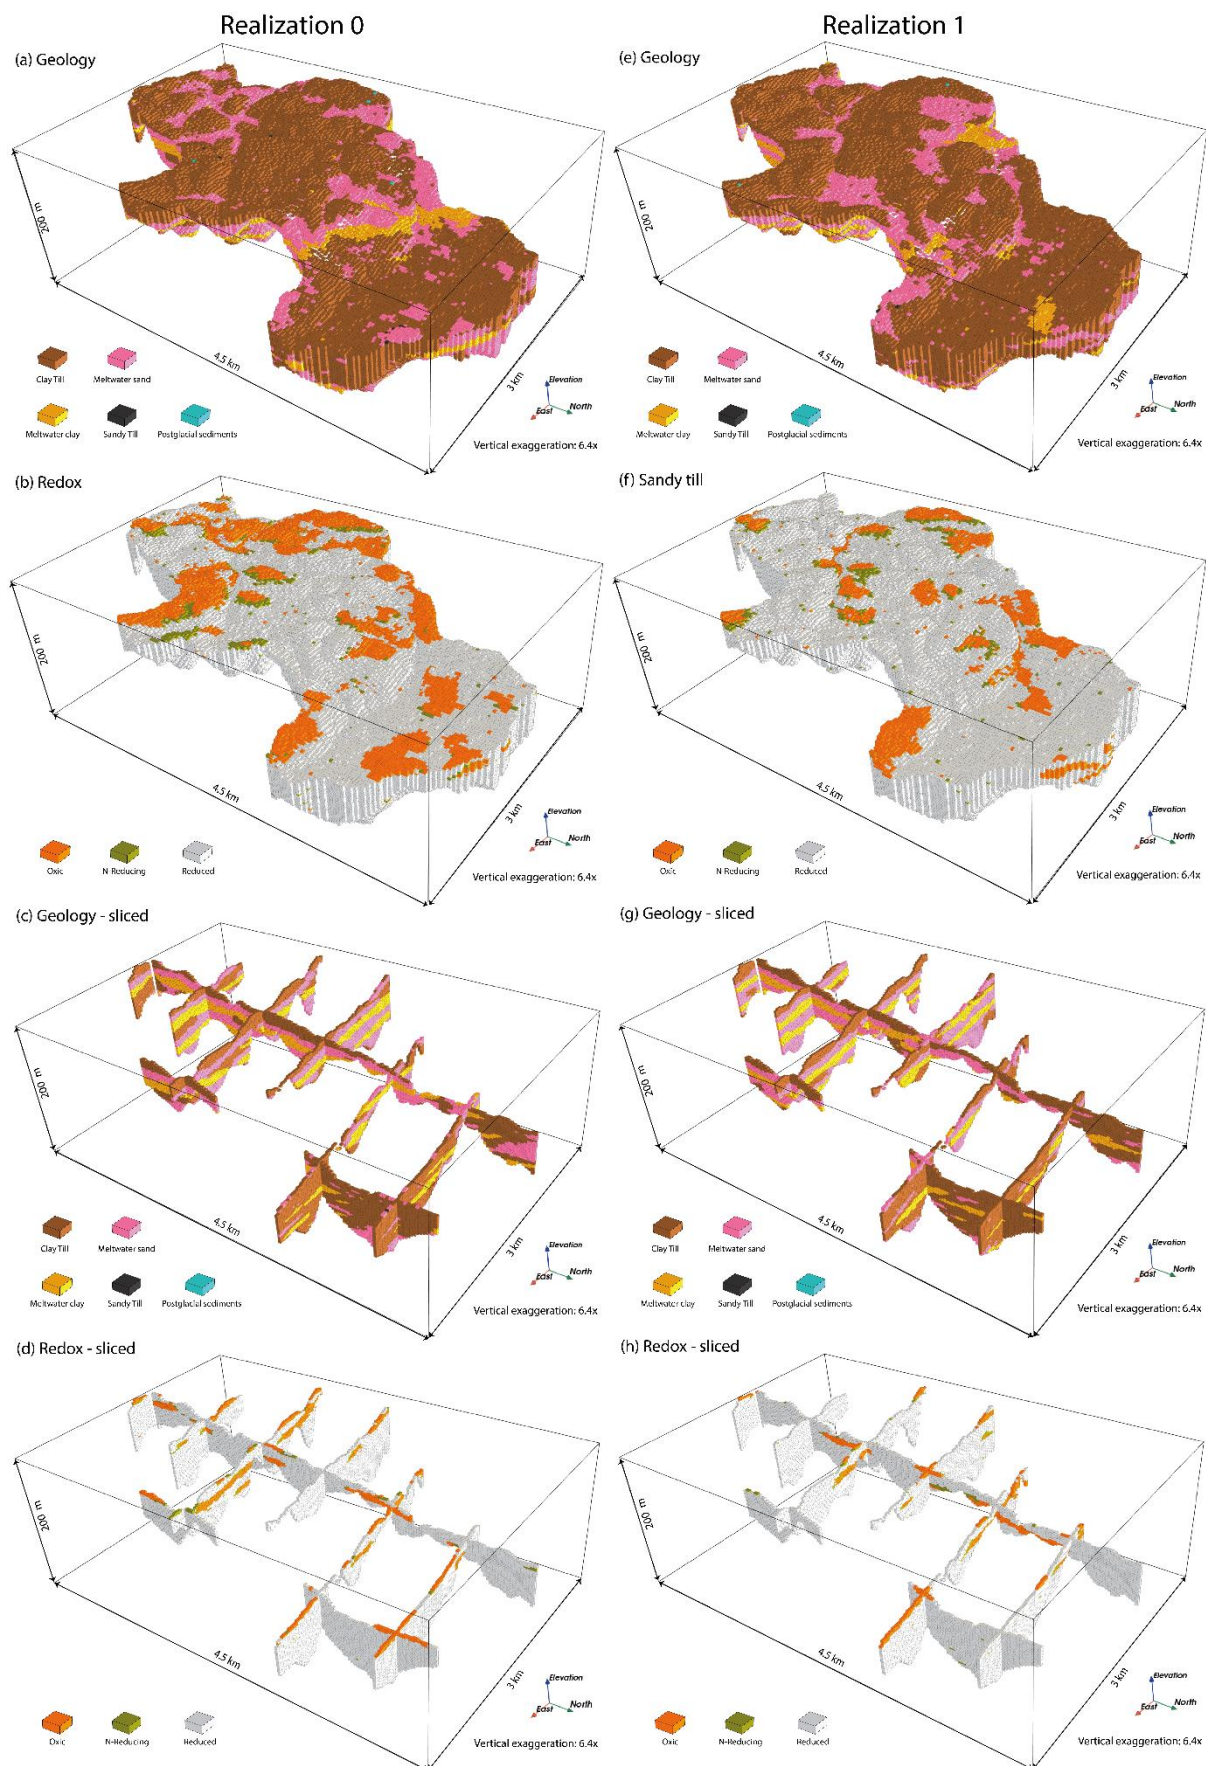 Realization 0
Realization 1
(a) Geology
(e) Geology
200 m
4.5 km
3 km
Clay Till
Meltwater sand
Meltwater clay
Sandy Till
Postglacial sediments
Elevation
East
North
Vertical exaggeration: 6.4x
200 m
4.5 km
3 km
Clay Till
Meltwater sand
Meltwater clay
Sandy Till
Postglacial sediments
Elevation
East
North
Vertical exaggeration: 6.4x
(b) Redox
(f) Sandy till
200 m
4.5 km
3 km
Oxic
N-Reducing
Reduced
Elevation
East
North
Vertical exaggeration: 6.4x
200 m
4.5 km
3 km
Oxic
N-Reducing
Reduced
Elevation
East
North
Vertical exaggeration: 6.4x
(c) Geology - sliced
(g) Geology - sliced
200 m
4.5 km
3 km
Clay Till
Meltwater sand
Meltwater clay
Sandy Till
Postglacial sediments
Elevation
East
North
Vertical exaggeration: 6.4x
200 m
4.5 km
3 km
Clay Till
Meltwater sand
Meltwater clay
Sandy Till
Postglacial sediments
Elevation
East
North
Vertical exaggeration: 6.4x
(d) Redox - sliced
(h) Redox - sliced
200 m
4.5 km
3 km
Oxic
N-Reducing
Reduced
Elevation
East
North
Vertical exaggeration: 6.4x
200 m
4.5 km
3 km
Oxic
N-Reducing
Reduced
Elevation
East
North
Vertical exaggeration: 6.4x